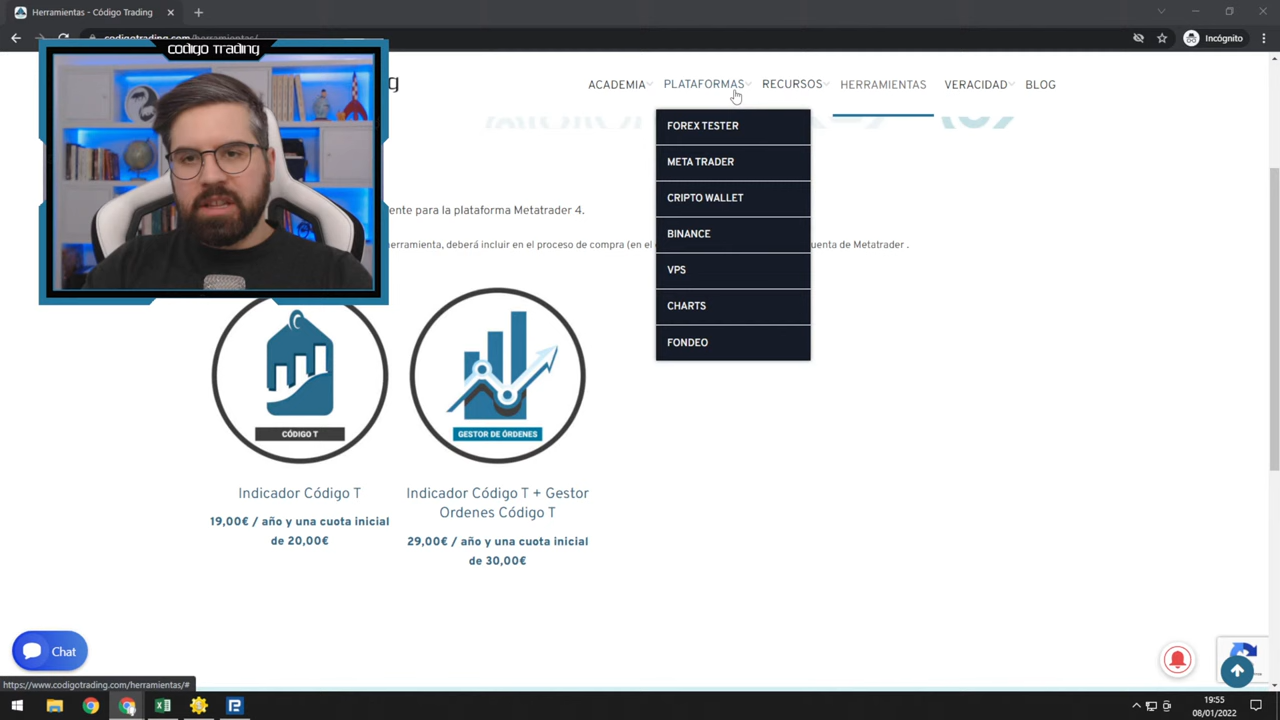 Herramientas - Código Trading
codigotrading.com/herramientas/
Incógnito
codigo Trading
g
ACADEMIA PLATAFORMAS RECURSOS HERRAMIENTAS VERACIDAD BLOG
FOREX TESTER
META TRADER
CRIPTO WALLET
BINANCE
VPS
CHARTS
FONDEO
ente para la plataforma Metatrader 4.
erramienta, deberá incluir en el proceso de compra (en el
uenta de Metatrader .
CÓDIGO T
GESTOR DE ÓRDENES
Indicador Código T
19,00€ / año y una cuota inicial
de 20,00€
Indicador Código T + Gestor
Ordenes Código T
29,00€ / año y una cuota inicial
de 30,00€
Chat
https://www.codigotrading.com/herramientas/#
19:55
08/01/2022